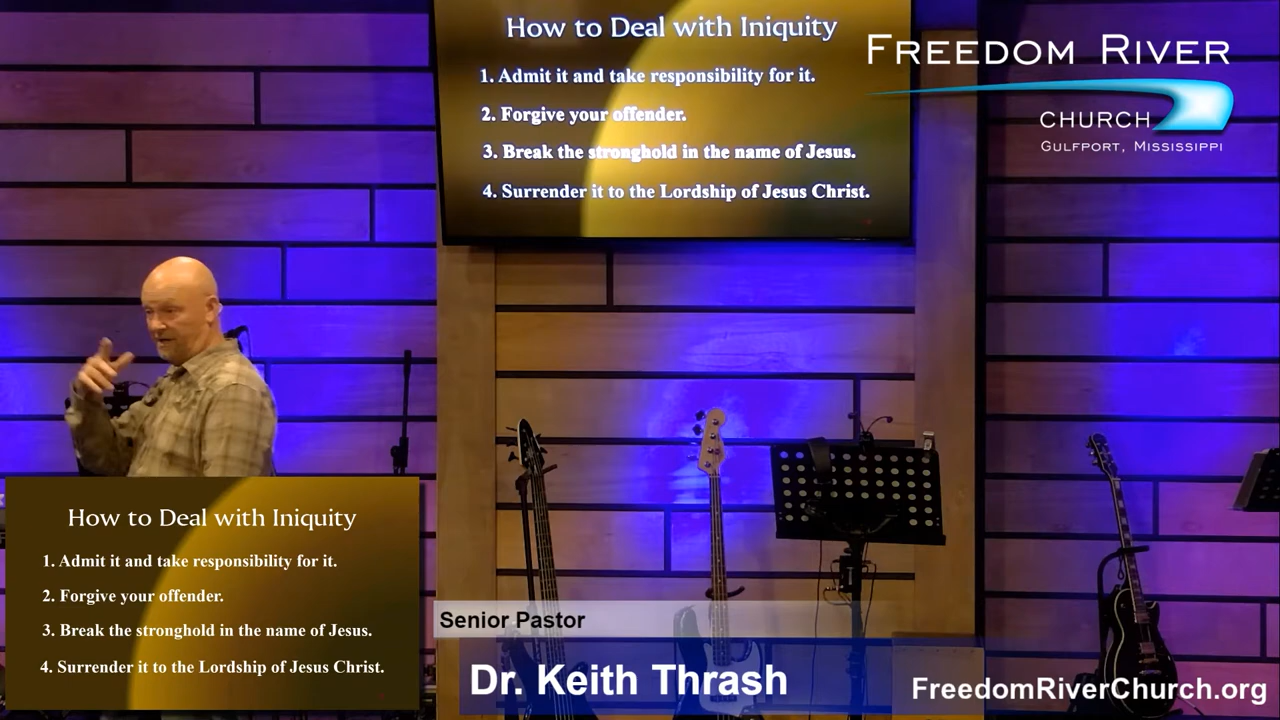 How to Deal with Iniquity
1. Admit it and take responsibility for it.
2. Forgive your offender.
3. Break the stronghold in the name of Jesus.
4. Surrender it to the Lordship of Jesus Christ.
FREEDOM RIVER
CHURCH
GULFPORT, MISSISSIPPI
How to Deal with Iniquity
1. Admit it and take responsibility for it.
2. Forgive your offender.
3. Break the stronghold in the name of Jesus.
4. Surrender it to the Lordship of Jesus Christ.
Senior Pastor
Dr. Keith Thrash
FreedomRiverChurch.org